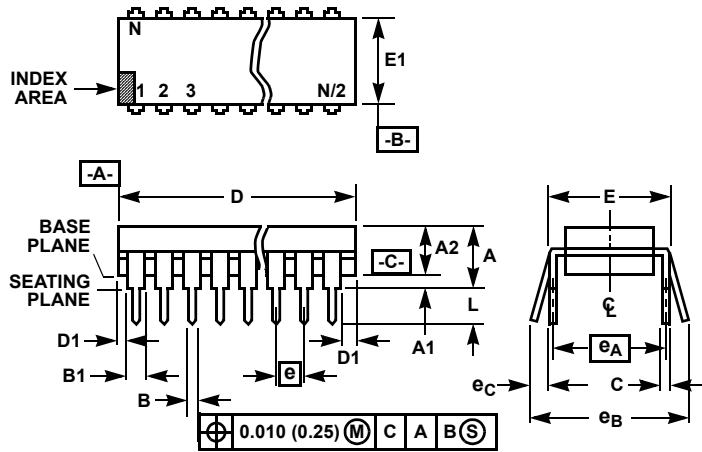 N
E1
INDEX
AREA
1 2 3 N/2
-B-
-A-
D
E
BASE
PLANE
A2
A
-C-
SEATING
PLANE
L
D1
A1
D1
B1
e
eA
B
eC
C
eB
0.010 (0.25) M C A B S
CL